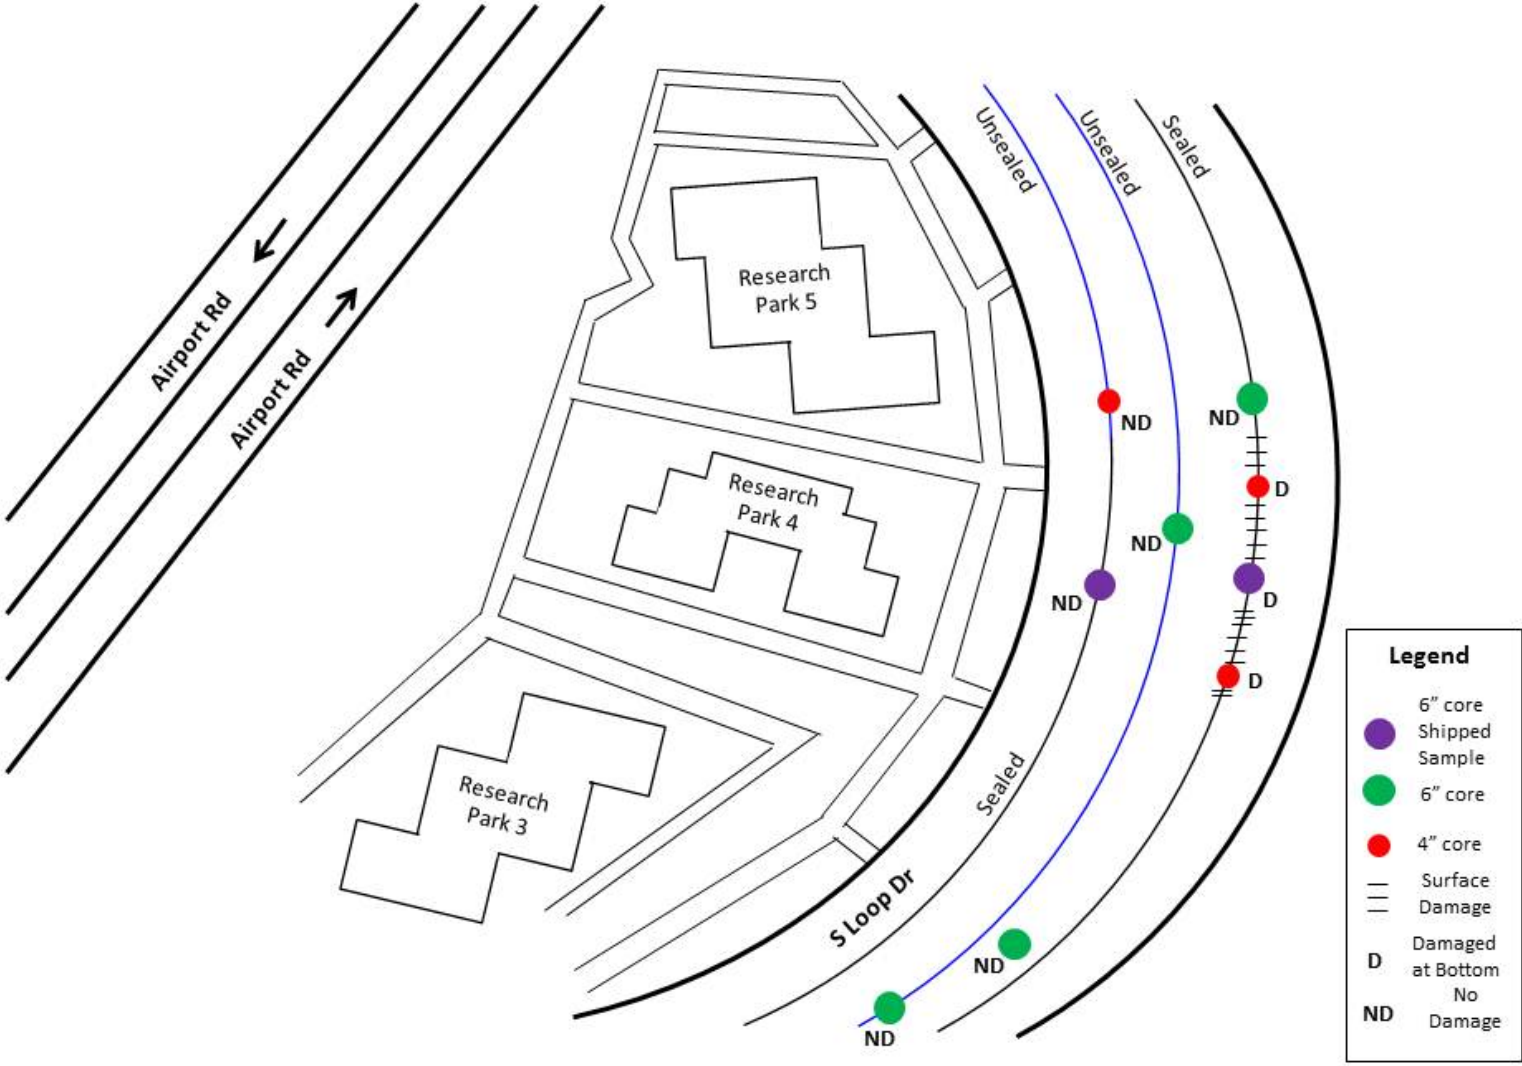 Airport Rd
Airport Rd
Research
Park 5
Research
Park 4
Research
Park 3
S Loop Dr
Unsealed
Unsealed
Sealed
Sealed
ND
ND
D
ND
ND
D
D
ND
ND
Legend
6” core
Shipped
Sample
6” core
4” core
Surface
Damage
D
Damaged
at Bottom
ND
No
Damage